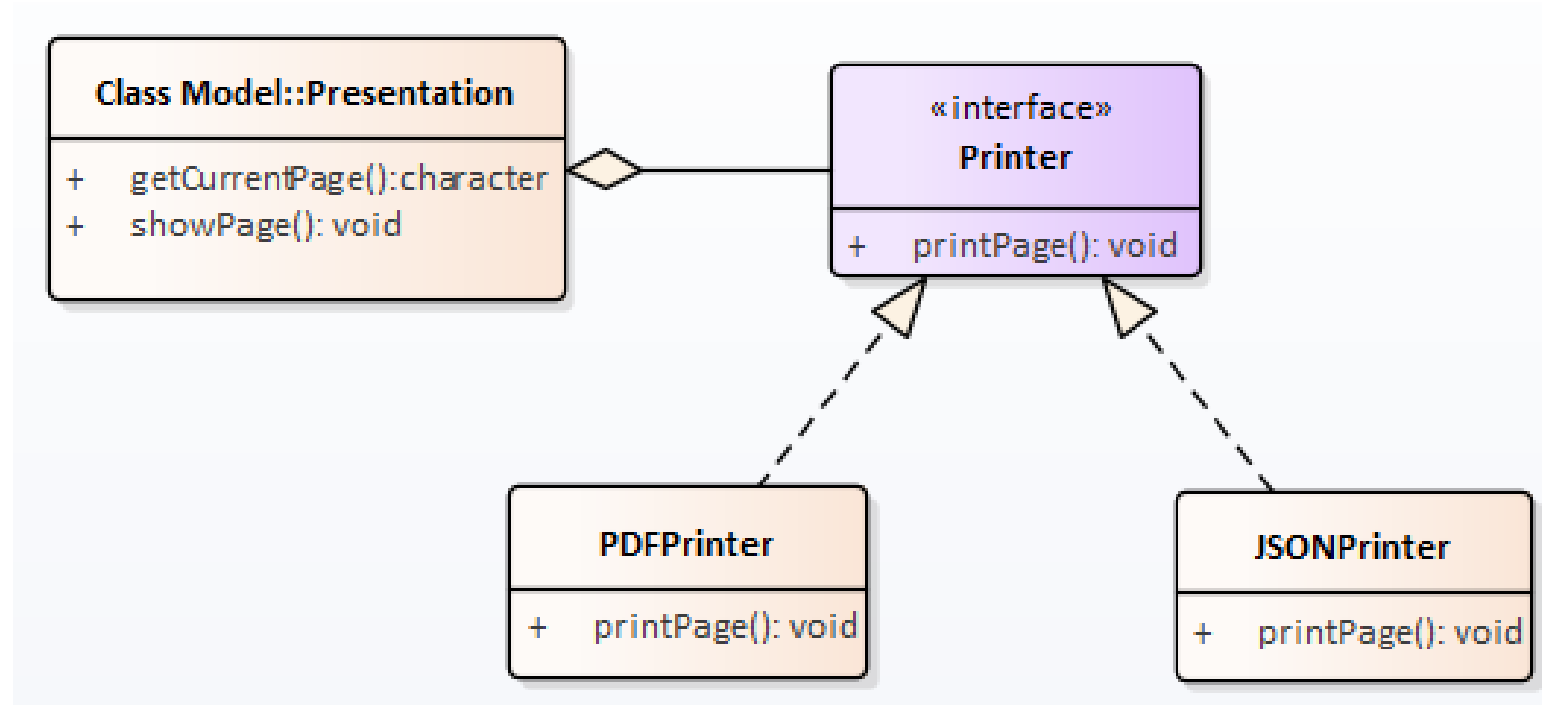 Class Model::Presentation
+ getCurrentPage():character
+ showPage(): void
«interface»
Printer
+ printPage(): void
PDFPrinter
+ printPage(): void
JSONPrinter
+ printPage(): void